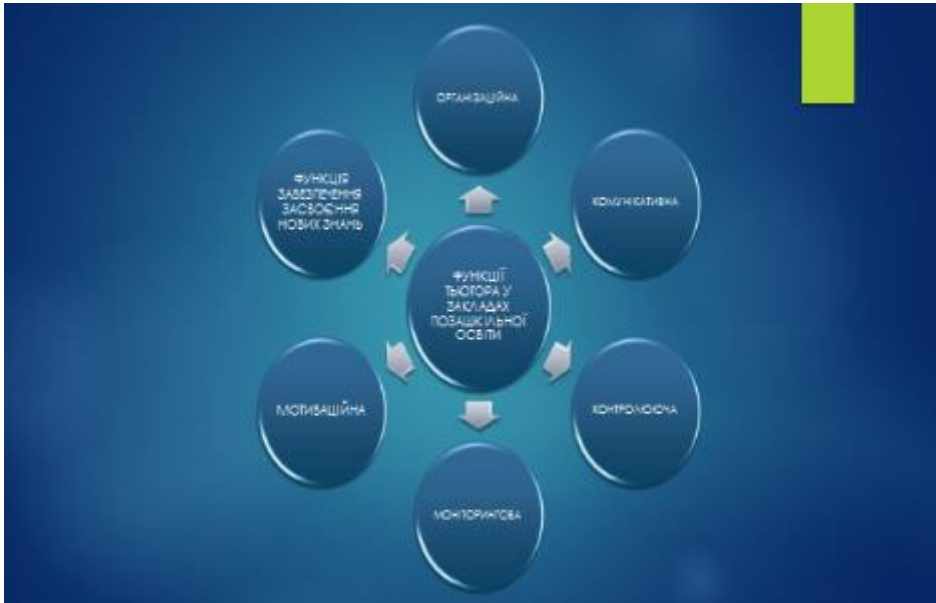 ОРГАНІЗАЦІЙНА
КОМУНІКАТИВНА
КОНТРОЛЮЮЧА
МОНІТОРИНГОВА
МОТИВАЦІЙНА
ФУНКЦІЯ
ЗАБЕЗПЕЧЕННЯ
ЗАСВОЄННЯ
НОВИХ ЗНАНЬ
ФУНКЦІЇ
ТЬЮТОРА У
ЗАКЛАДАХ
ПОЗАШКІЛЬНОЇ
ОСВІТИ